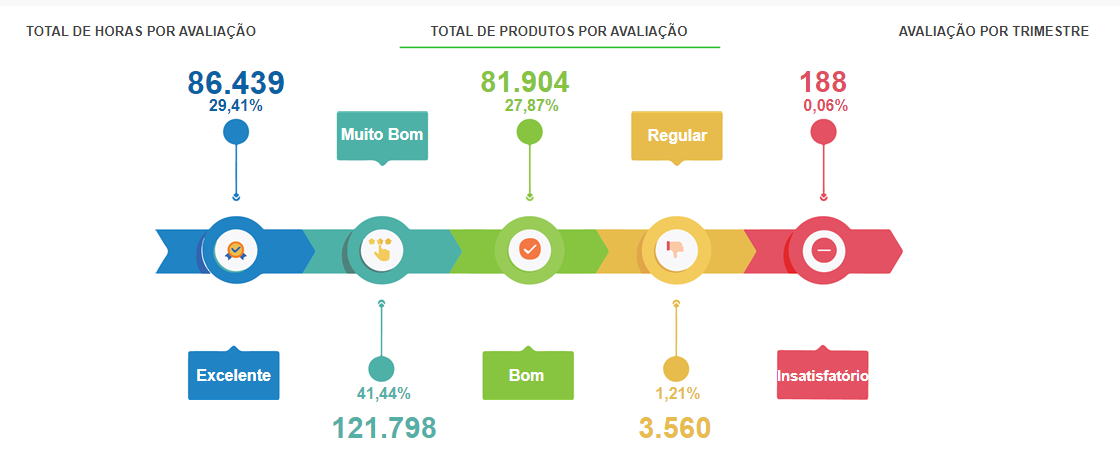 TOTAL DE HORAS POR AVALIAÇÃO
TOTAL DE PRODUTOS POR AVALIAÇÃO
AVALIAÇÃO POR TRIMESTRE
86.439
29,41%
Muito Bom
81.904
27,87%
Regular
188
0,06%
Excelente
41,44%
121.798
Bom
1,21%
3.560
Insatisfatório